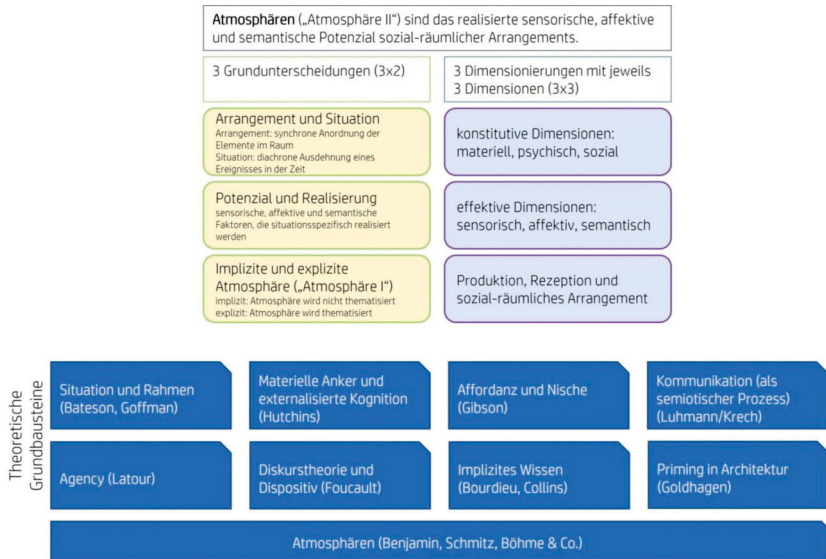 Atmosphären („Atmosphäre II“) sind das realisierte sensorische, affektive
und semantische Potenzial sozial-räumlicher Arrangements.
3 Grundunterscheidungen (3x2)
3 Dimensionierungen mit jeweils
3 Dimensionen (3x3)
Arrangement und Situation
Arrangement: synchrone Anordnung der
Elemente im Raum
Situation: diachrone Ausdehnung eines
Ereignisses in der Zeit
konstitutive Dimensionen:
materiell, psychisch, sozial
Potenzial und Realisierung
sensorische, affektive und semantische
Faktoren, die situationsspezifisch realisiert
werden
effektive Dimensionen:
sensorisch, affektiv, semantisch
Implizite und explizite
Atmosphäre („Atmosphäre I“)
implizit: Atmosphäre wird nicht thematisiert
explizit: Atmosphäre wird thematisiert
Produktion, Rezeption und
sozial-räumliches Arrangement
Theoretische
Grundbausteine
Situation und Rahmen
(Bateson, Goffman)
Materielle Anker und
externalisierte Kognition
(Hutchins)
Affordanz und Nische
(Gibson)
Kommunikation (als
semiotischer Prozess)
(Luhmann/Krech)
Agency (Latour)
Diskurstheorie und
Dispositiv (Foucault)
Implizites Wissen
(Bourdieu, Collins)
Priming in Architektur
(Goldhagen)
Atmosphären (Benjamin, Schmitz, Böhme & Co.)